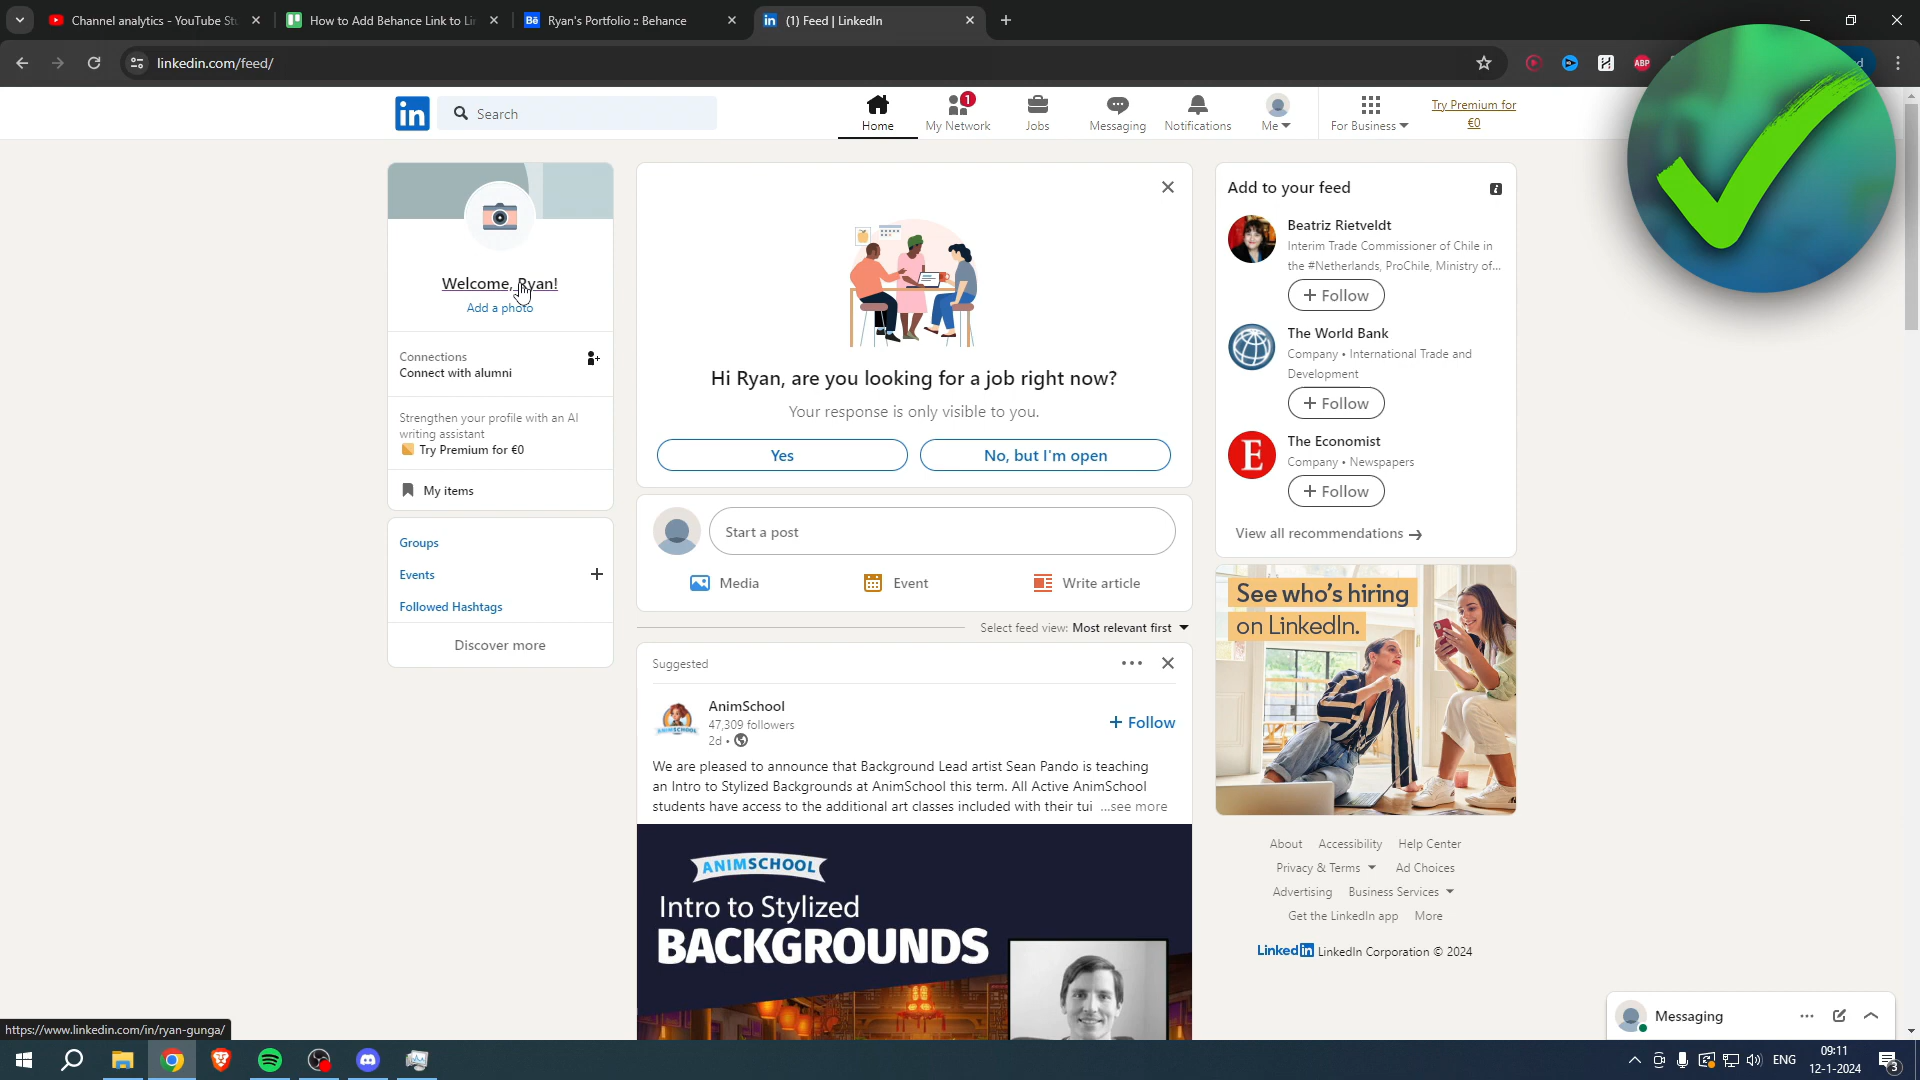 Channel analytics - YouTube Stu
How to Add Behance Link to Lin
Bē Ryan's Portfolio :: Behance
in (1) Feed | LinkedIn
linkedin.com/feed/
ABP
in
Search
Home
1
My Network
Jobs
Messaging
Notifications
Me
For Business
Try Premium for
€0
Welcome, Ryan!
Add a photo
Connections
Connect with alumni
Strengthen your profile with an AI
writing assistant
Try Premium for €0
My items
Groups
Events
Followed Hashtags
Discover more
Hi Ryan, are you looking for a job right now?
Your response is only visible to you.
Yes
No, but I'm open
Start a post
Media
Event
Write article
Select feed view: Most relevant first
Suggested
AnimSchool
47,309 followers
2d •
+ Follow
We are pleased to announce that Background Lead artist Sean Pando is teaching
an Intro to Stylized Backgrounds at AnimSchool this term. All Active AnimSchool
students have access to the additional art classes included with their tui ...see more
ANIMSCHOOL
ANIMSCHOOL
Intro to Stylized
BACKGROUNDS
Add to your feed
Beatriz Rietveldt
Interim Trade Commissioner of Chile in
the #Netherlands, ProChile, Ministry of...
+ Follow
The World Bank
Company • International Trade and
Development
+ Follow
E
The Economist
Company • Newspapers
+ Follow
View all recommendations →
See who's hiring
on LinkedIn.
About Accessibility Help Center
Privacy & Terms Ad Choices
Advertising Business Services
Get the LinkedIn app More
LinkedIn LinkedIn Corporation © 2024
Messaging
https://www.linkedin.com/in/ryan-gunga/
ENG
09:11
12-1-2024
3